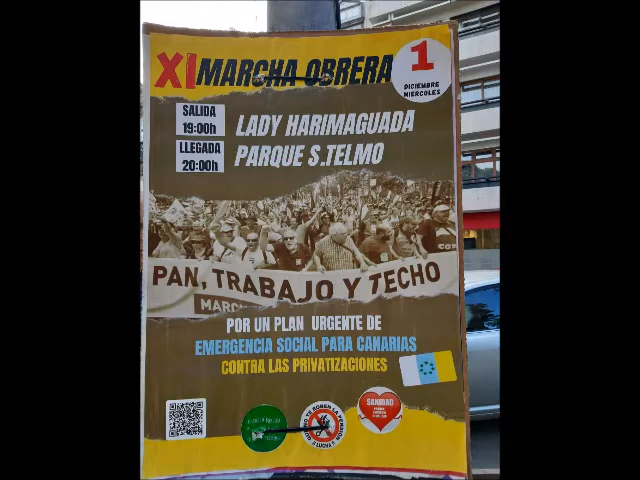 XI MARCHA OBRERA
1
DICIEMBRE
MIERCOLES
SALIDA
19:00h
LADY HARIMAGUADA
LLEGADA
20:00h
PARQUE S.TELMO
PAN, TRABAJO Y TECHO
MARC
POR UN PLAN URGENTE DE
EMERGENCIA SOCIAL PARA CANARIAS
CONTRA LAS PRIVATIZACIONES
SANIDAD